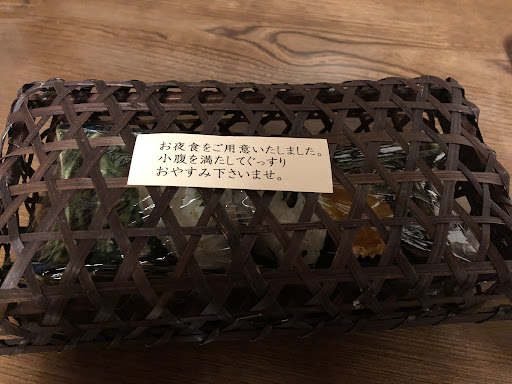 お夜食をご用意いたしました。
小腹を満たしてぐっすり
おやすみ下さいませ。